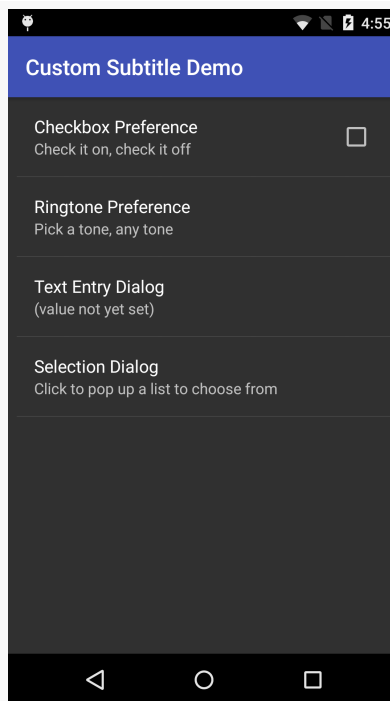 4:55
Custom Subtitle Demo
Checkbox Preference
Check it on, check it off
Ringtone Preference
Pick a tone, any tone
Text Entry Dialog
(value not yet set)
Selection Dialog
Click to pop up a list to choose from